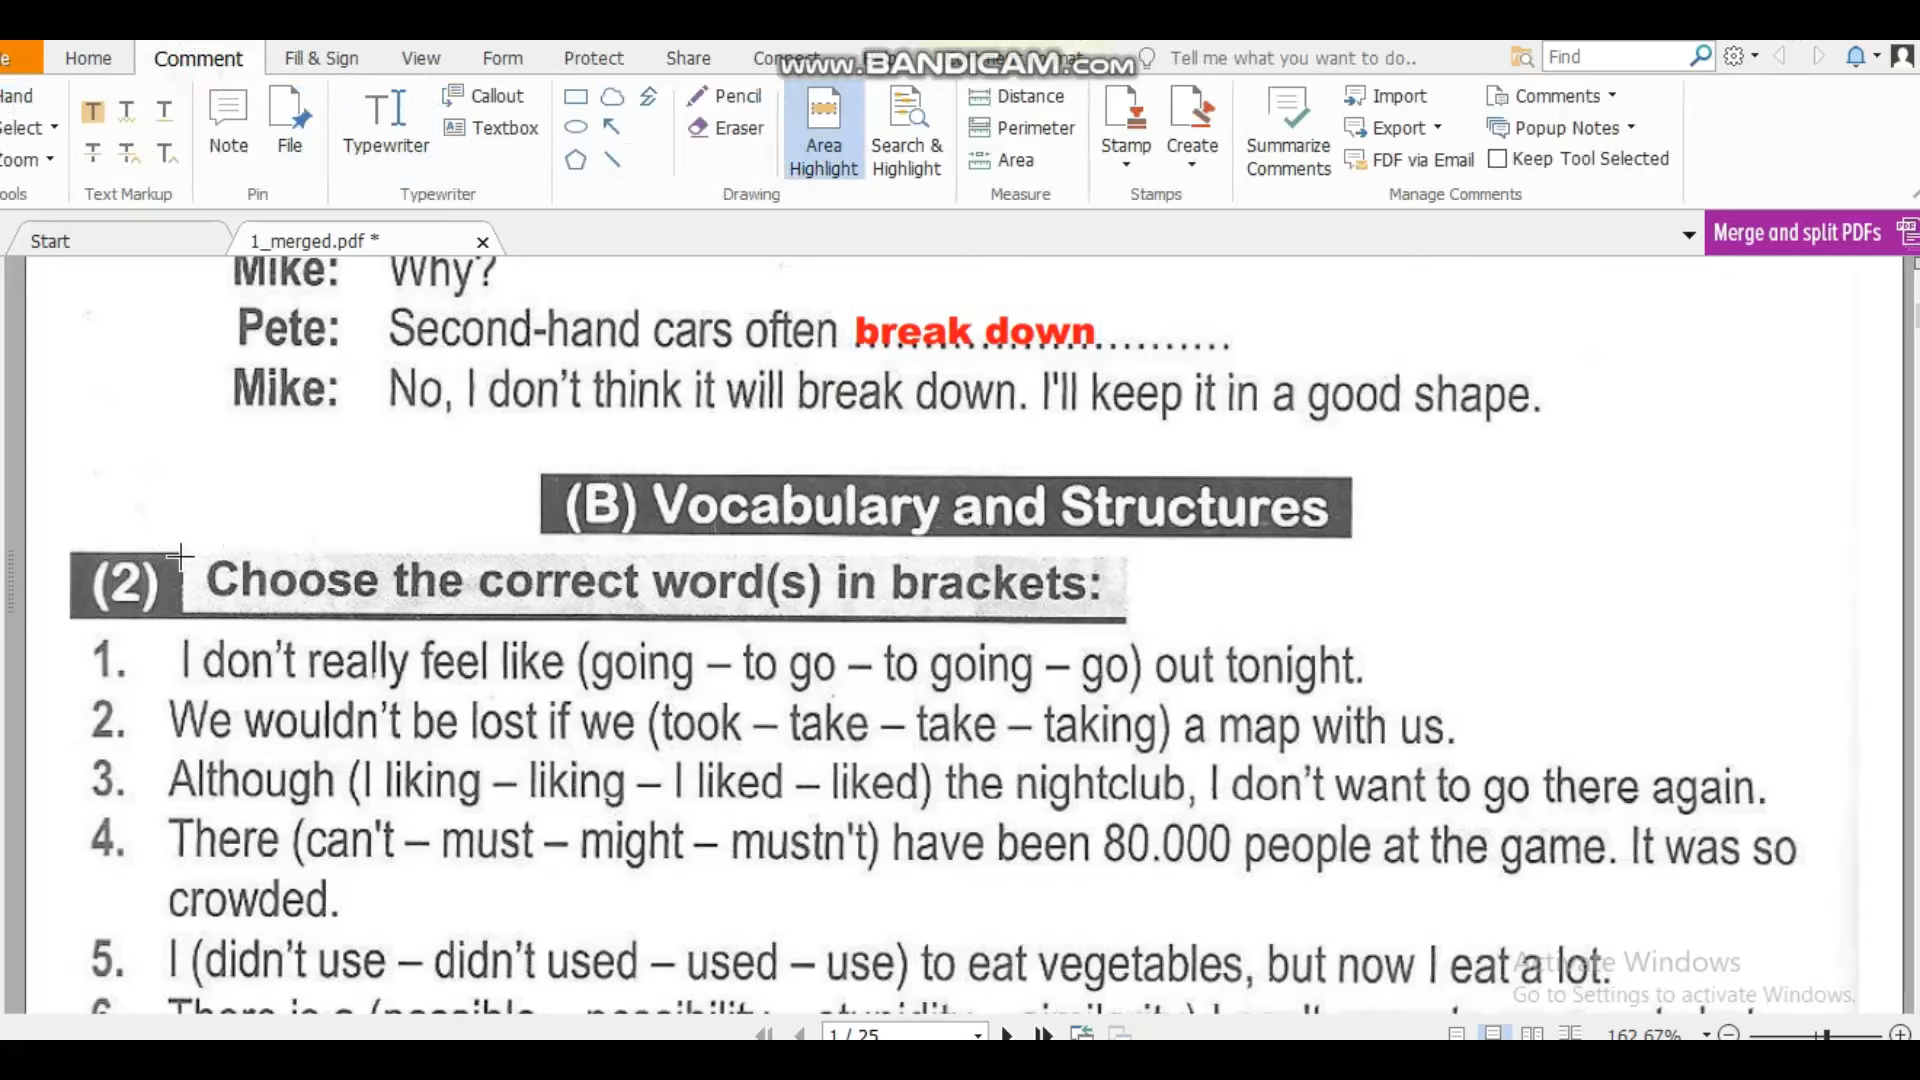 www.BANDICAM.com
Home Comment Fill & Sign View Form Protect Share Connect Tell me what you want to do.. Find
Hand Select Zoom
Text Markup
Note File
Pin
Typewriter Callout Textbox
Typewriter
Pencil Eraser Area Highlight Search & Highlight
Drawing
Distance Perimeter Area
Measure
Stamp Create
Stamps
Summarize Comments Import Export FDF via Email Comments Popup Notes Keep Tool Selected
Manage Comments
Start 1_merged.pdf * Merge and split PDFs
Mike: Why?
Pete: Second-hand cars often break down..........
Mike: No, I don't think it will break down. I'll keep it in a good shape.
(B) Vocabulary and Structures
(2) Choose the correct word(s) in brackets:
1. I don't really feel like (going – to go – to going – go) out tonight.
2. We wouldn't be lost if we (took – take – take – taking) a map with us.
3. Although (I liking – liking – I liked – liked) the nightclub, I don't want to go there again.
4. There (can't – must – might – mustn't) have been 80.000 people at the game. It was so
crowded.
5. I (didn't use – didn't used – used – use) to eat vegetables, but now I eat a lot.
Activate Windows
Go to Settings to activate Windows.
1 / 25 162.67%